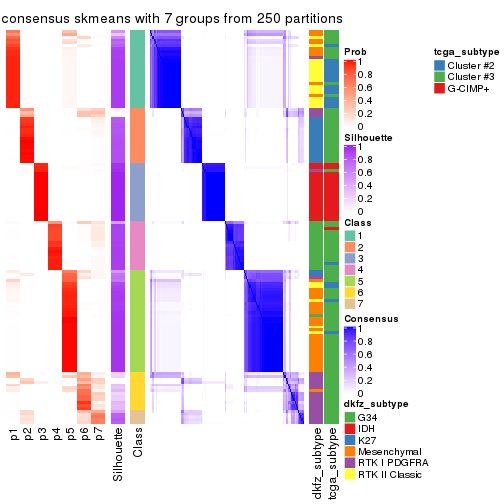 consensus skmeans with 7 groups from 250 partitions
Prob
1
0.8
0.6
0.4
0.2
0
Silhouette
1
0.8
0.6
0.4
0.2
0
Class
1
2
3
4
5
6
7
Consensus
1
0.8
0.6
0.4
0.2
0
dkfz_subtype
G34
IDH
K27
Mesenchymal
RTK I PDGFRA
RTK II Classic
tcga_subtype
Cluster #2
Cluster #3
G-CIMP+
p1
p2
p3
p4
p5
p6
p7
Silhouette
Class
dkfz_subtype
tcga_subtype